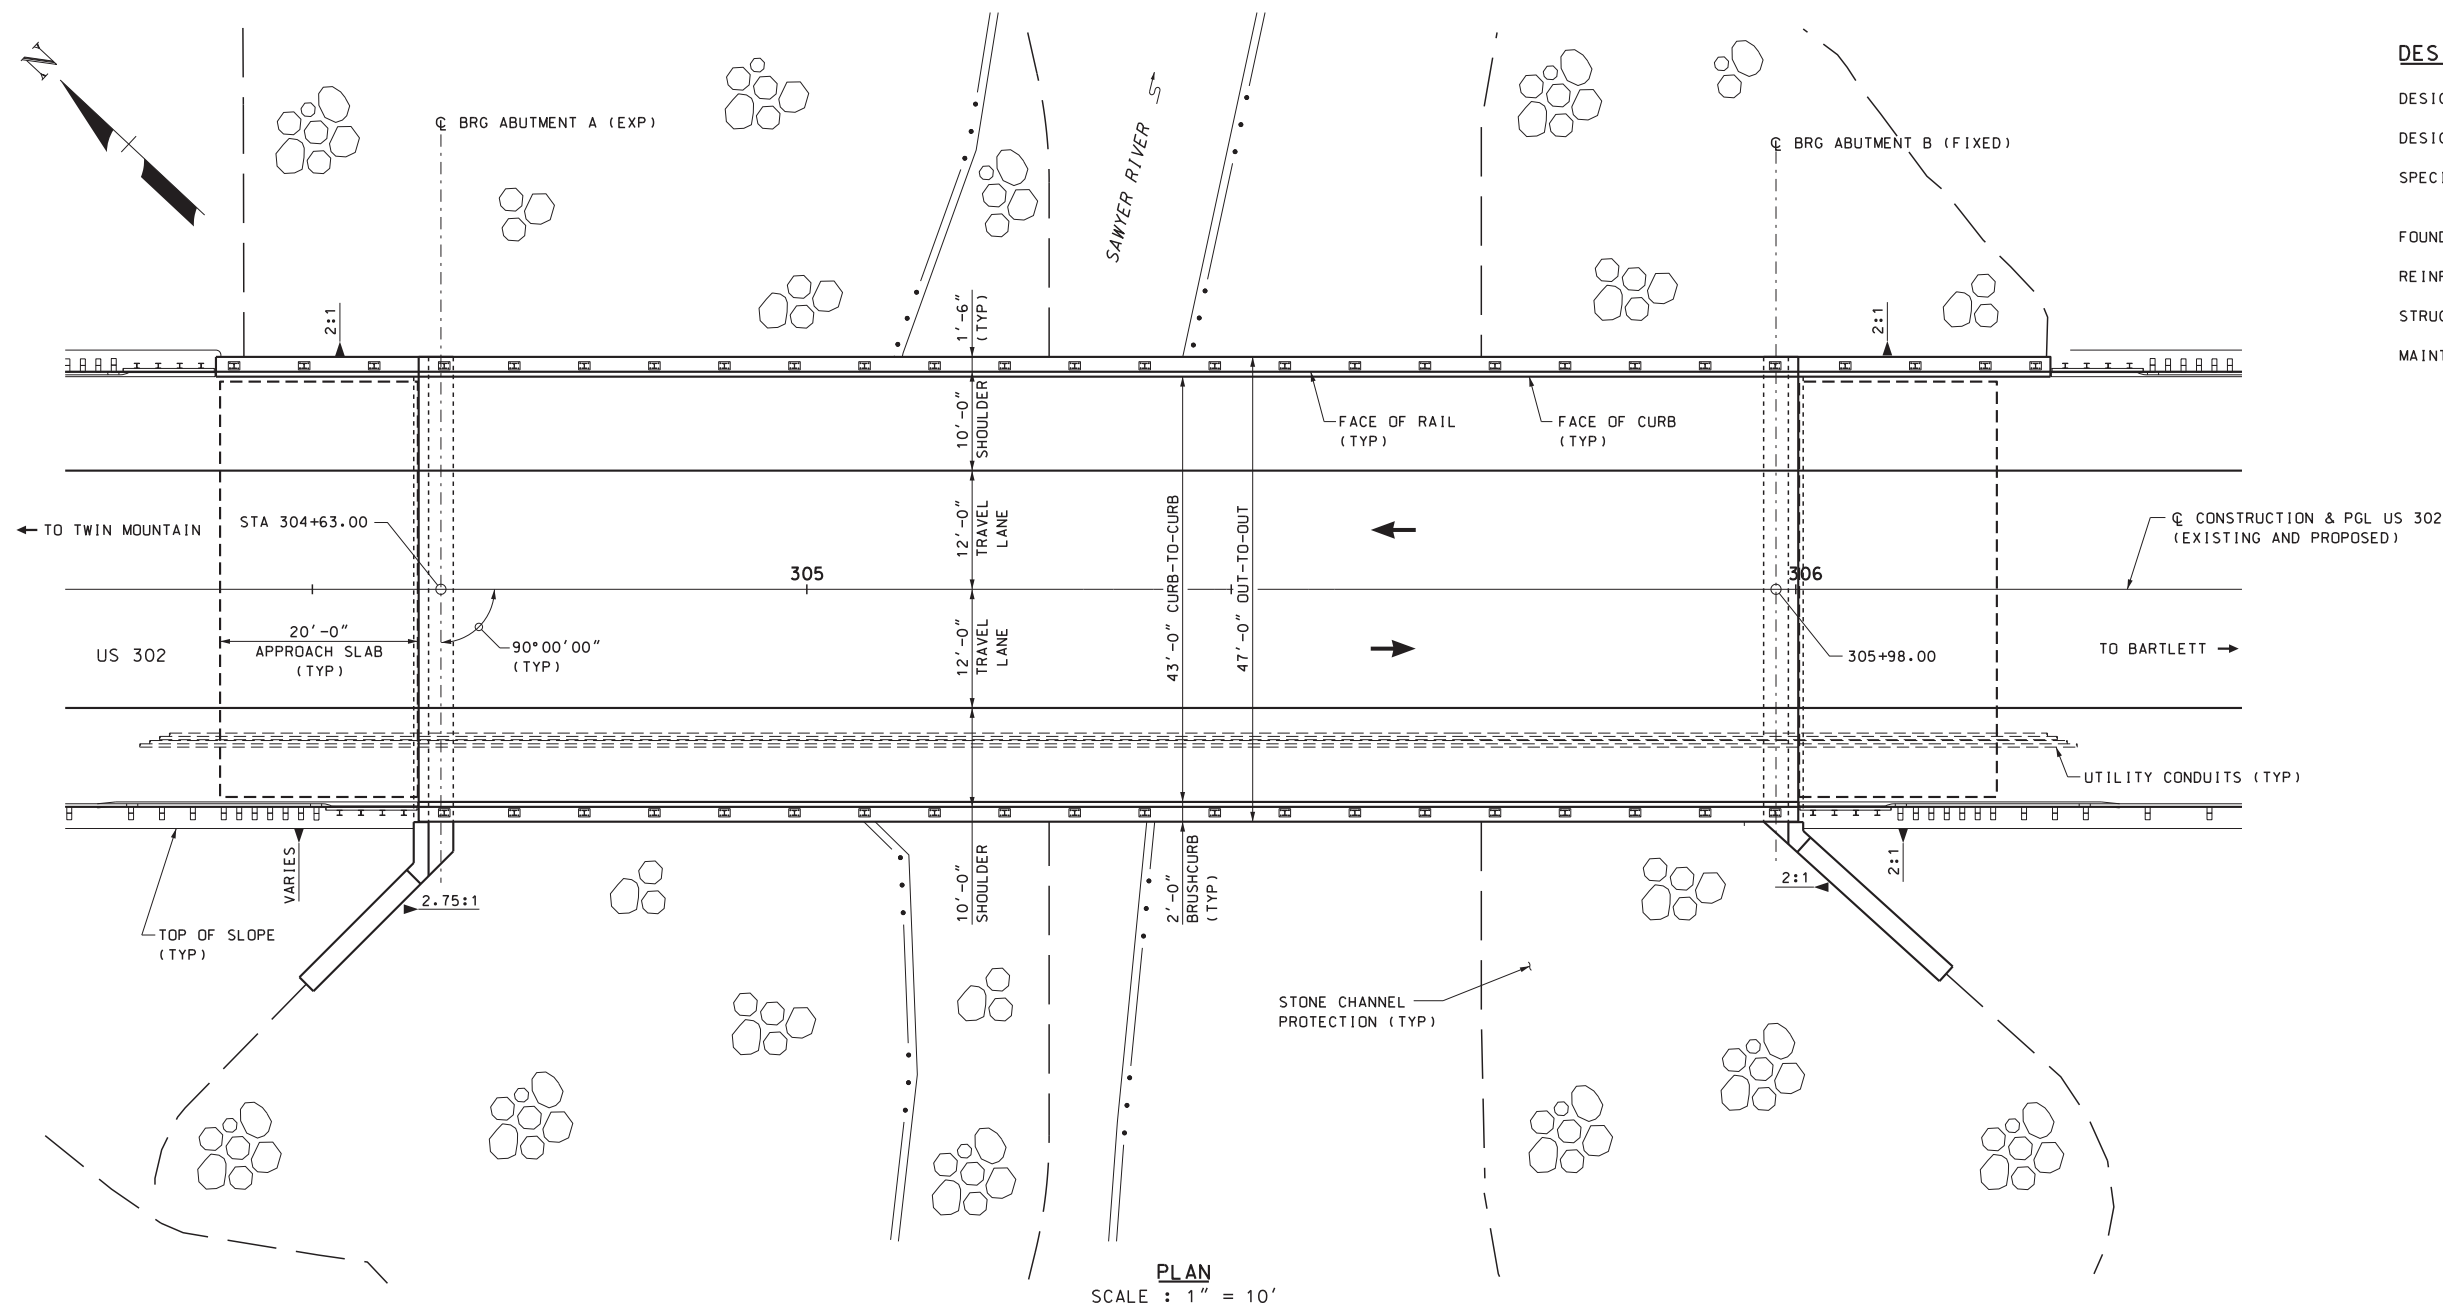 N
DES
DESIG
DESIG
SPECI
FOUND
REINF
STRUC
MAINT
℄ BRG ABUTMENT A (EXP)
SAWYER RIVER
℄ BRG ABUTMENT B (FIXED)
2:1
1'-6"
(TYP)
2:1
10'-0"
SHOULDER
FACE OF RAIL
(TYP)
FACE OF CURB
(TYP)
← TO TWIN MOUNTAIN
STA 304+63.00
12'-0"
TRAVEL
LANE
43'-0" CURB-TO-CURB
47'-0" OUT-TO-OUT
℄ CONSTRUCTION & PGL US 302
(EXISTING AND PROPOSED)
305
306
US 302
20'-0"
APPROACH SLAB
(TYP)
90°00'00"
(TYP)
12'-0"
TRAVEL
LANE
305+98.00
TO BARTLETT →
UTILITY CONDUITS (TYP)
VARIES
2.75:1
10'-0"
SHOULDER
2'-0"
BRUSHCURB
(TYP)
2:1
2:1
TOP OF SLOPE
(TYP)
STONE CHANNEL
PROTECTION (TYP)
PLAN
SCALE : 1" = 10'